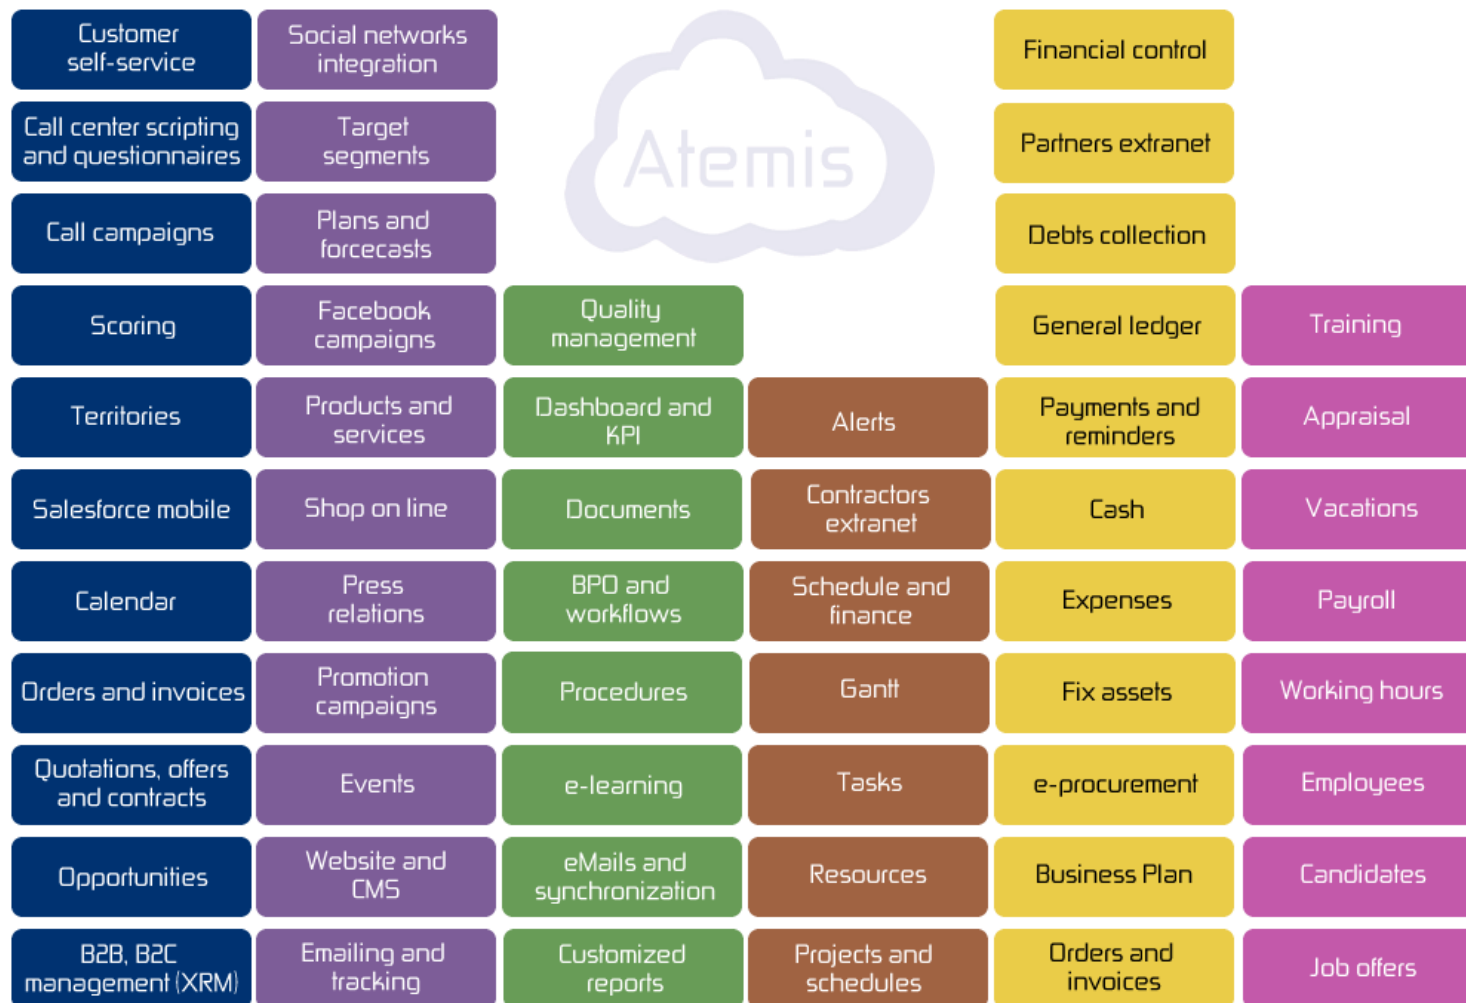 Customer
self-service
Social networks
integration
Atemis
Financial control
Call center scripting
and questionnaires
Target
segments
Partners extranet
Call campaigns
Plans and
forcecasts
Debts collection
Scoring
Facebook
campaigns
Quality
management
General ledger
Training
Territories
Products and
services
Dashboard and
KPI
Alerts
Payments and
reminders
Appraisal
Salesforce mobile
Shop on line
Documents
Contractors
extranet
Cash
Vacations
Calendar
Press
relations
BPO and
workflows
Schedule and
finance
Expenses
Payroll
Orders and invoices
Promotion
campaigns
Procedures
Gantt
Fix assets
Working hours
Quotations, offers
and contracts
Events
e-learning
Tasks
e-procurement
Employees
Opportunities
Website and
CMS
eMails and
synchronization
Resources
Business Plan
Candidates
B2B, B2C
management (XRM)
Emailing and
tracking
Customized
reports
Projects and
schedules
Orders and
invoices
Job offers